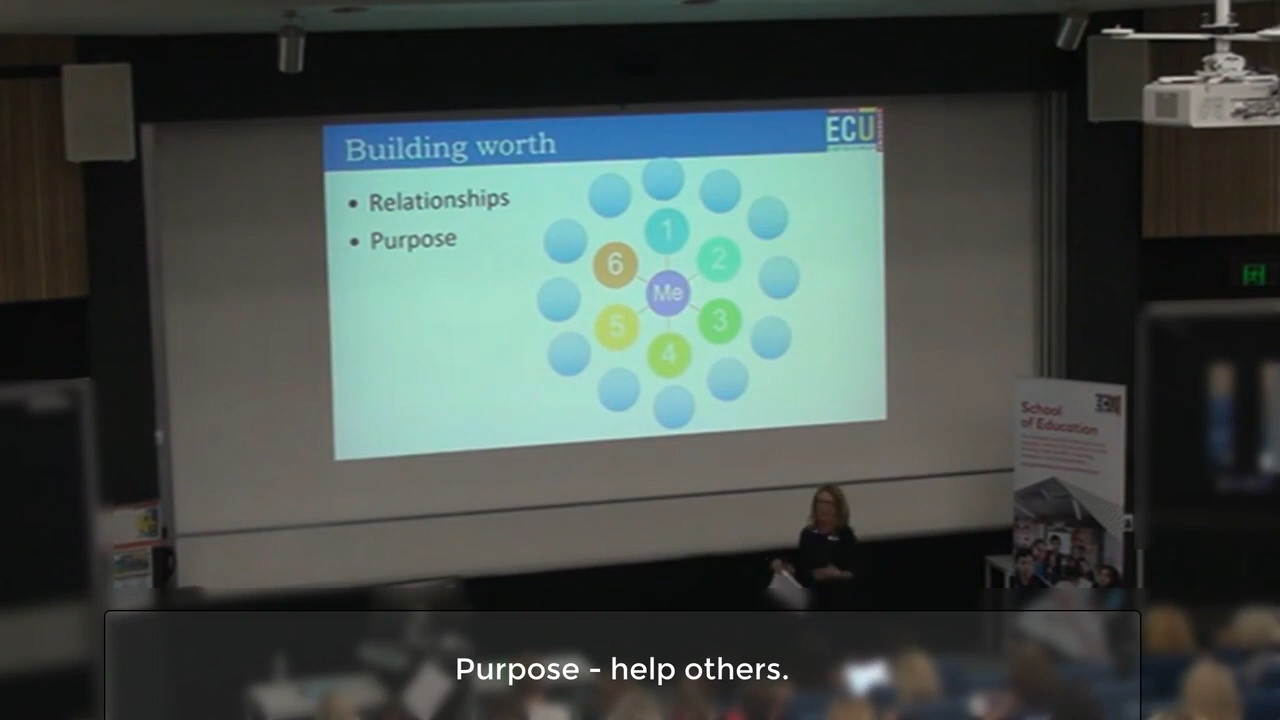 Building worth
ECU
• Relationships
• Purpose
1
6
2
Me
5
3
4
School
of Education
Purpose - help others.